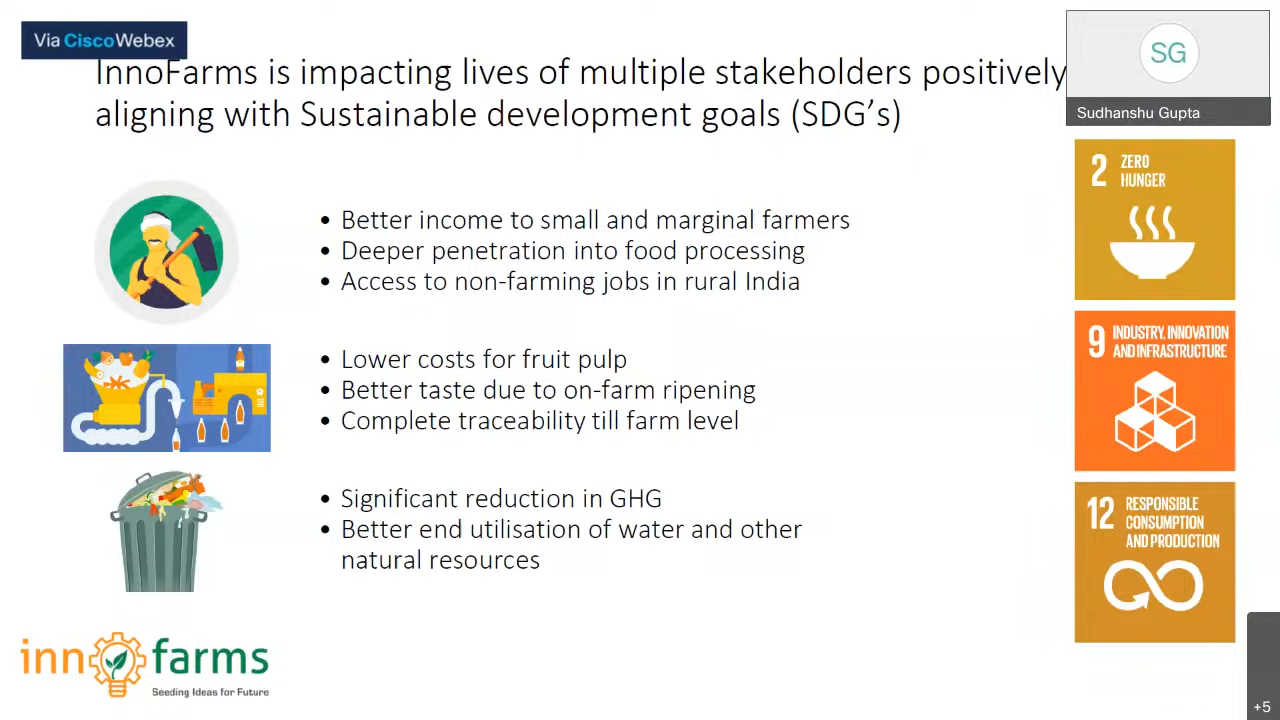 Via CiscoWebex
InnoFarms is impacting lives of multiple stakeholders positively
aligning with Sustainable development goals (SDG’s)
SG
Sudhanshu Gupta
• Better income to small and marginal farmers
• Deeper penetration into food processing
• Access to non-farming jobs in rural India
2 ZERO
HUNGER
• Lower costs for fruit pulp
• Better taste due to on-farm ripening
• Complete traceability till farm level
9 INDUSTRY, INNOVATION
AND INFRASTRUCTURE
• Significant reduction in GHG
• Better end utilisation of water and other
natural resources
12 RESPONSIBLE
CONSUMPTION
AND PRODUCTION
inn farms
Seeding Ideas for Future
+5